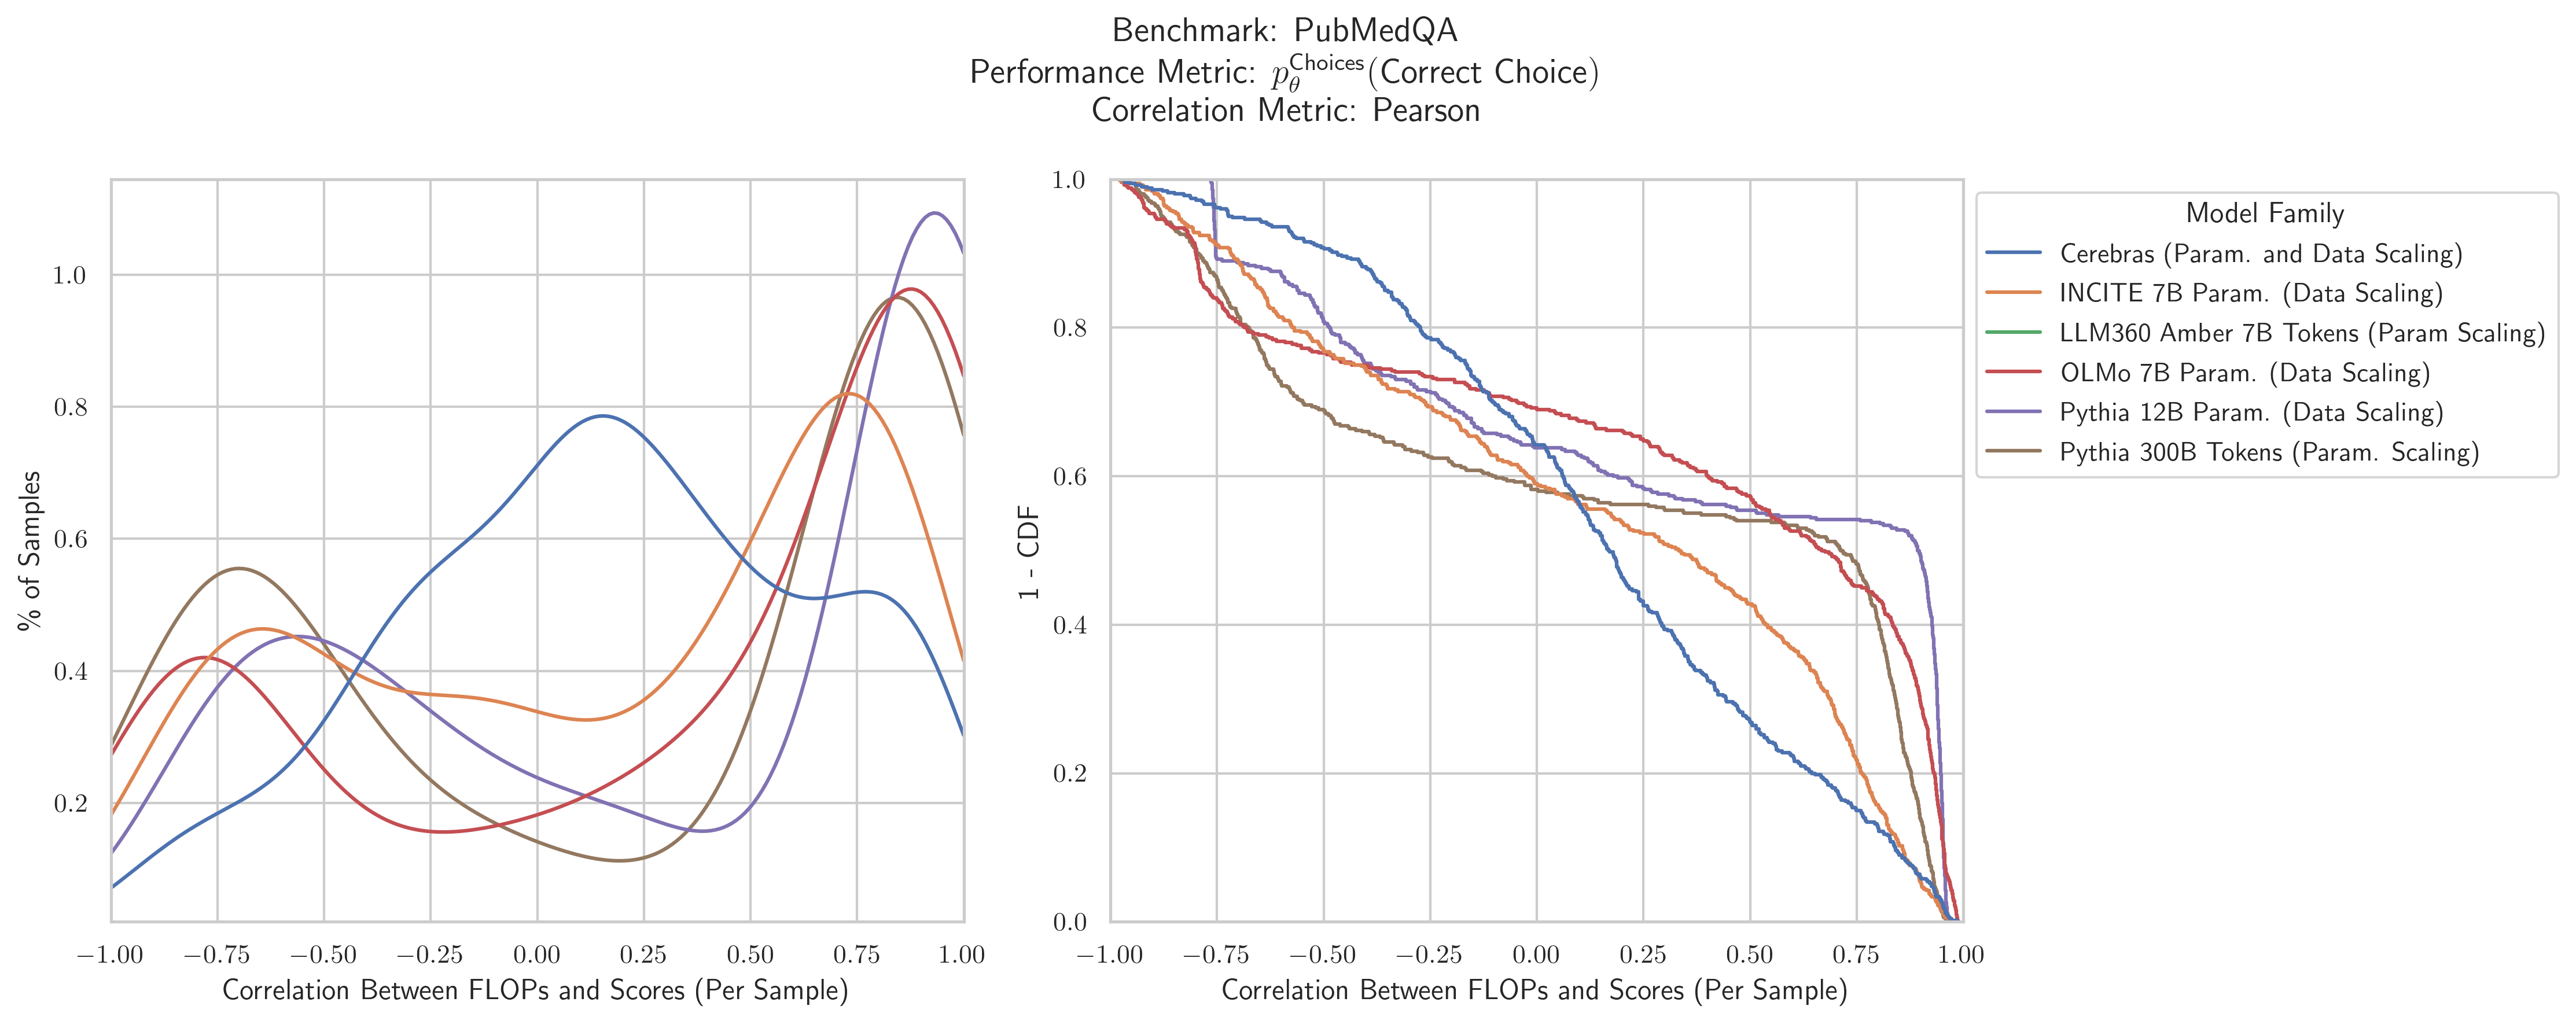 Benchmark: PubMedQA
Performance Metric: $p_{\theta}^{\text{Choices}}$(Correct Choice)
Correlation Metric: Pearson
% of Samples
1.0
0.8
0.6
0.4
0.2
−1.00 −0.75 −0.50 −0.25 0.00 0.25 0.50 0.75 1.00
Correlation Between FLOPs and Scores (Per Sample)
1 - CDF
1.0
0.8
0.6
0.4
0.2
0.0
−1.00 −0.75 −0.50 −0.25 0.00 0.25 0.50 0.75 1.00
Correlation Between FLOPs and Scores (Per Sample)
Model Family
Cerebras (Param. and Data Scaling)
INCITE 7B Param. (Data Scaling)
LLM360 Amber 7B Tokens (Param Scaling)
OLMo 7B Param. (Data Scaling)
Pythia 12B Param. (Data Scaling)
Pythia 300B Tokens (Param. Scaling)